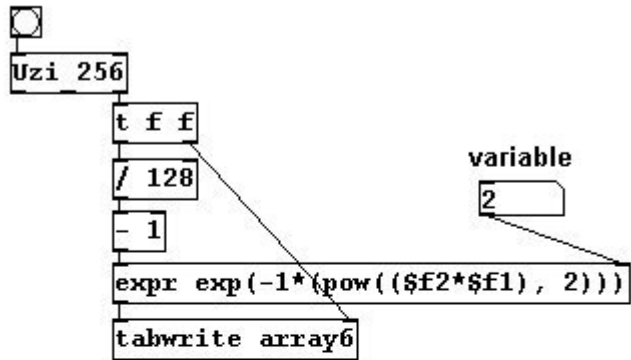 Uzi 256
t f f
/ 128
variable
2
- 1
expr exp(-1*(pow(($f2*$f1), 2)))
tabwrite array6